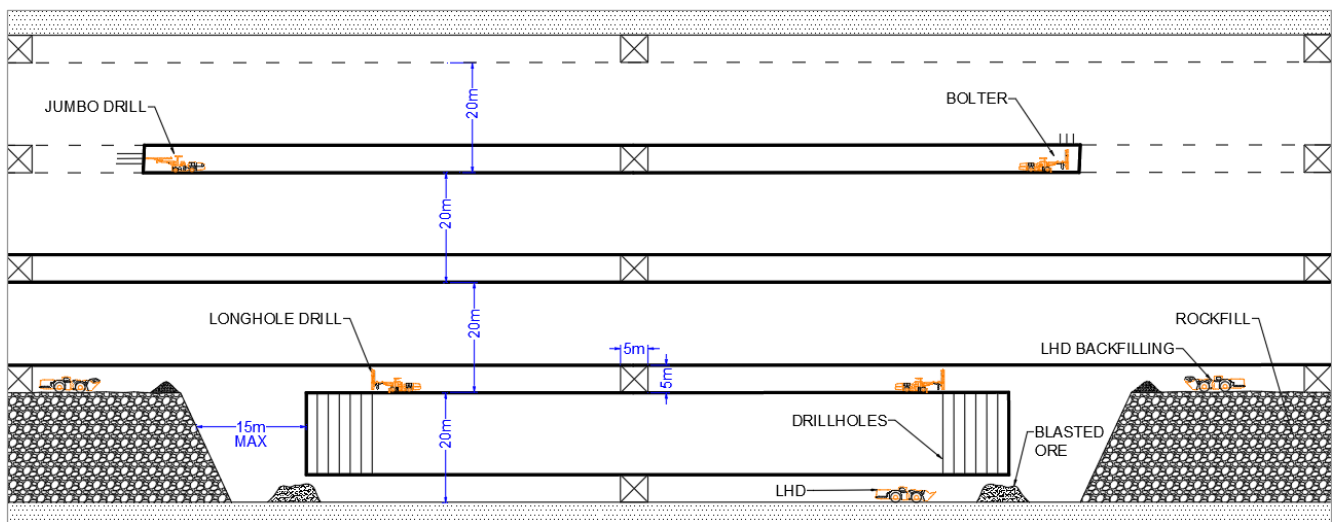 JUMBO DRILL
20m
BOLTER
20m
LONGHOLE DRILL
20m
5m
5m
ROCKFILL
LHD BACKFILLING
15m
MAX
20m
DRILLHOLES
BLASTED
ORE
LHD